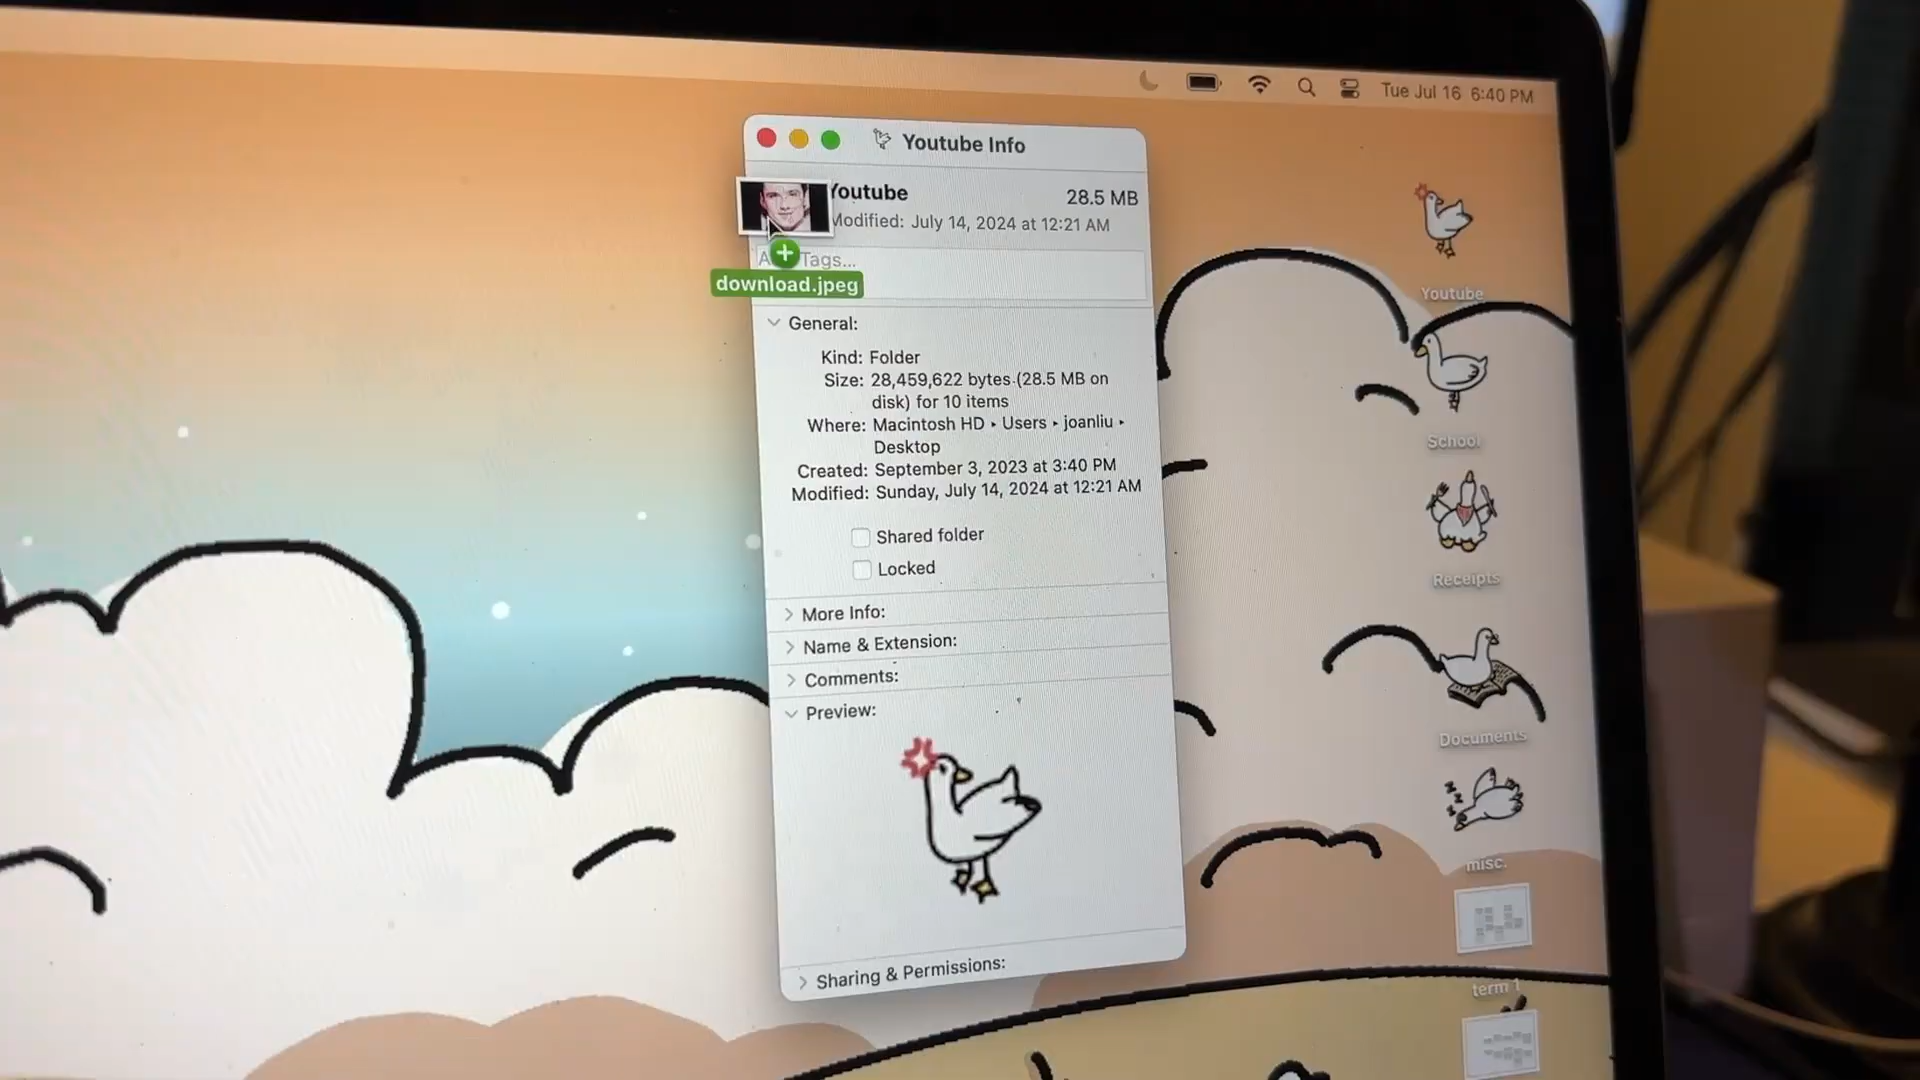 Tue Jul 16 6:40 PM
Youtube Info
Youtube
28.5 MB
Modified: July 14, 2024 at 12:21 AM
Tags...
download.jpeg
General:
Kind: Folder
Size: 28,459,622 bytes (28.5 MB on
disk) for 10 items
Where: Macintosh HD ▸ Users ▸ joanliu ▸
Desktop
Created: September 3, 2023 at 3:40 PM
Modified: Sunday, July 14, 2024 at 12:21 AM
Shared folder
Locked
More Info:
Name & Extension:
Comments:
Preview:
Sharing & Permissions:
Youtube
School
Receipts
Documents
misc.
term 1